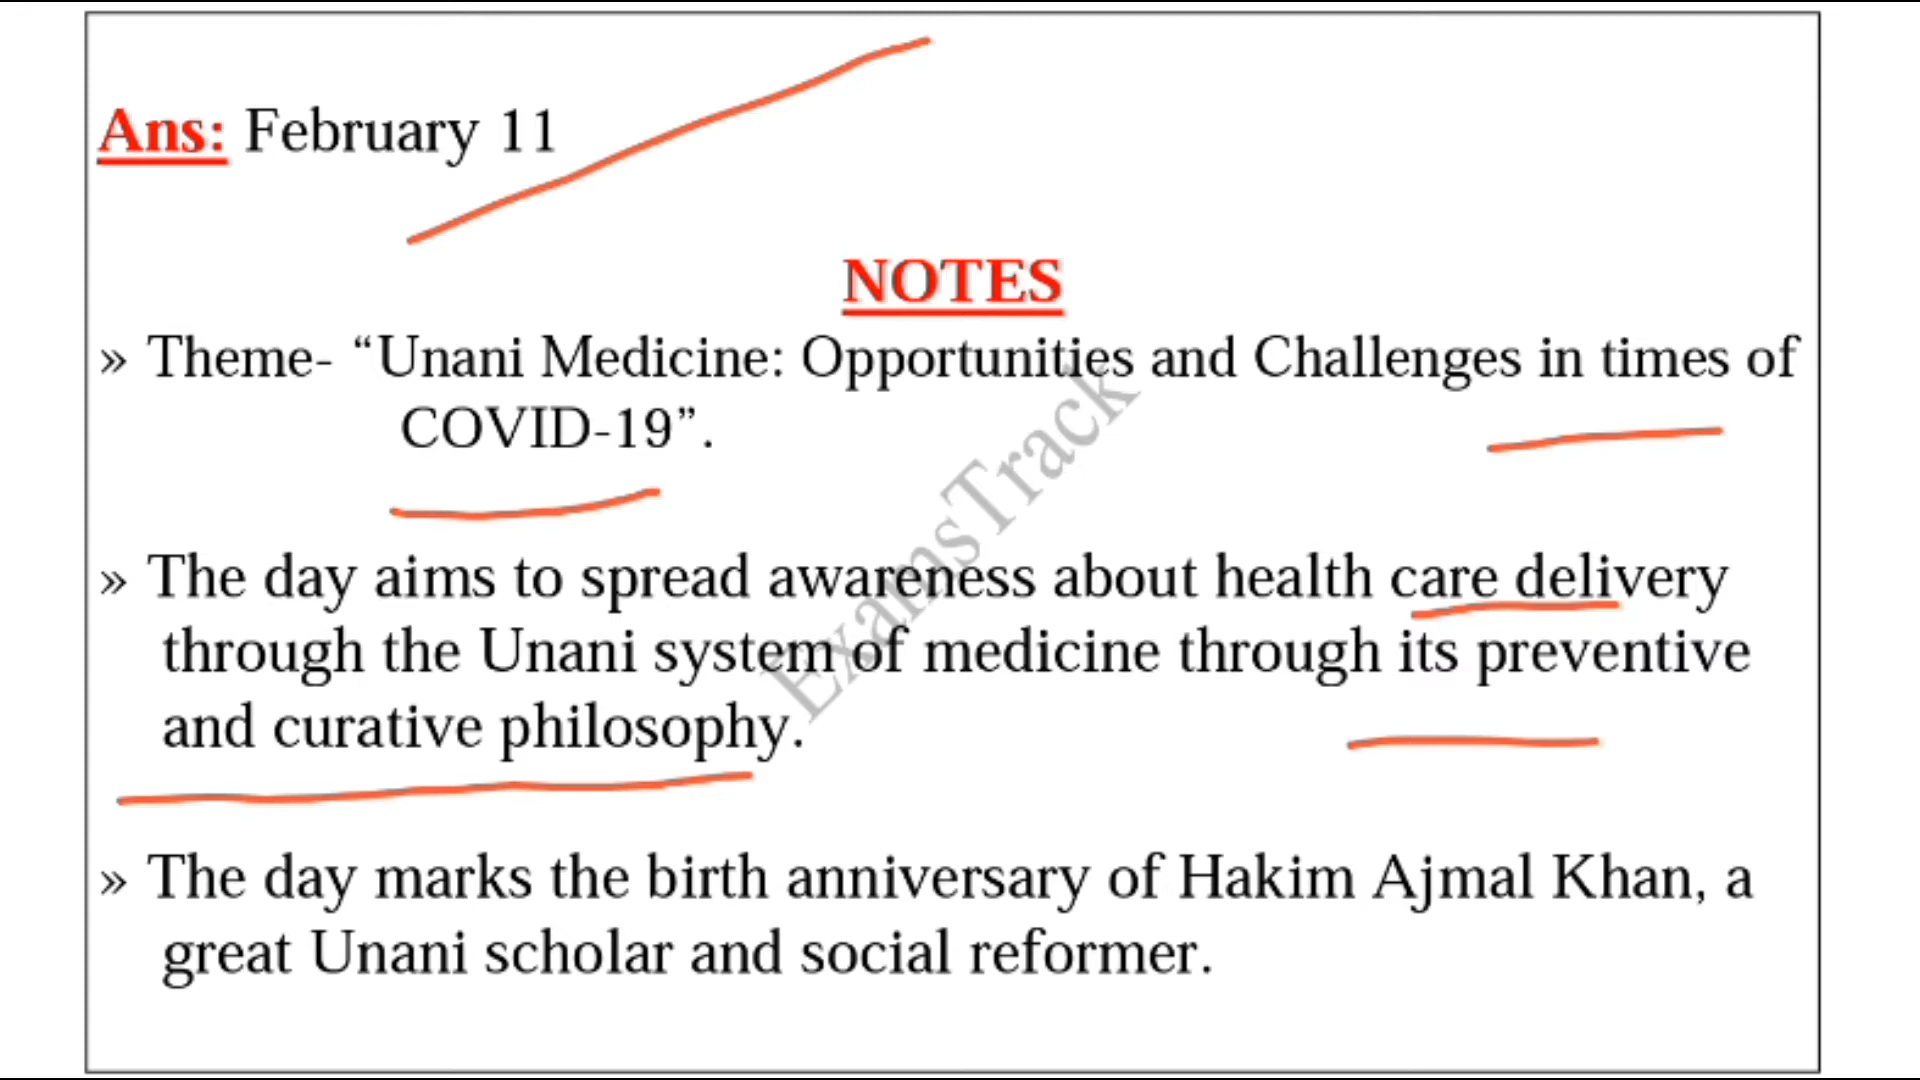 Ans: February 11
NOTES
» Theme- “Unani Medicine: Opportunities and Challenges in times of
COVID-19”.
» The day aims to spread awareness about health care delivery
through the Unani system of medicine through its preventive
and curative philosophy.
» The day marks the birth anniversary of Hakim Ajmal Khan, a
great Unani scholar and social reformer.
ExamsTrack